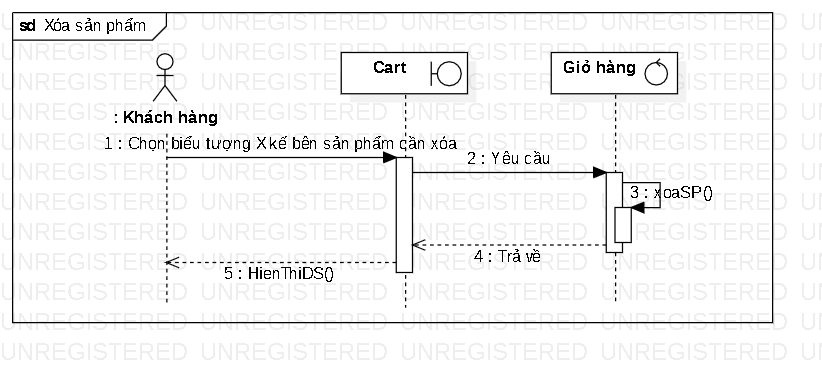 sd Xóa sản phẩm
Cart
Giỏ hàng
: Khách hàng
1 : Chọn biểu tượng X kế bên sản phẩm cần xóa
2 : Yêu cầu
3 : xoaSP()
4 : Trả về
5 : HienThiDS()
UNREGISTERED